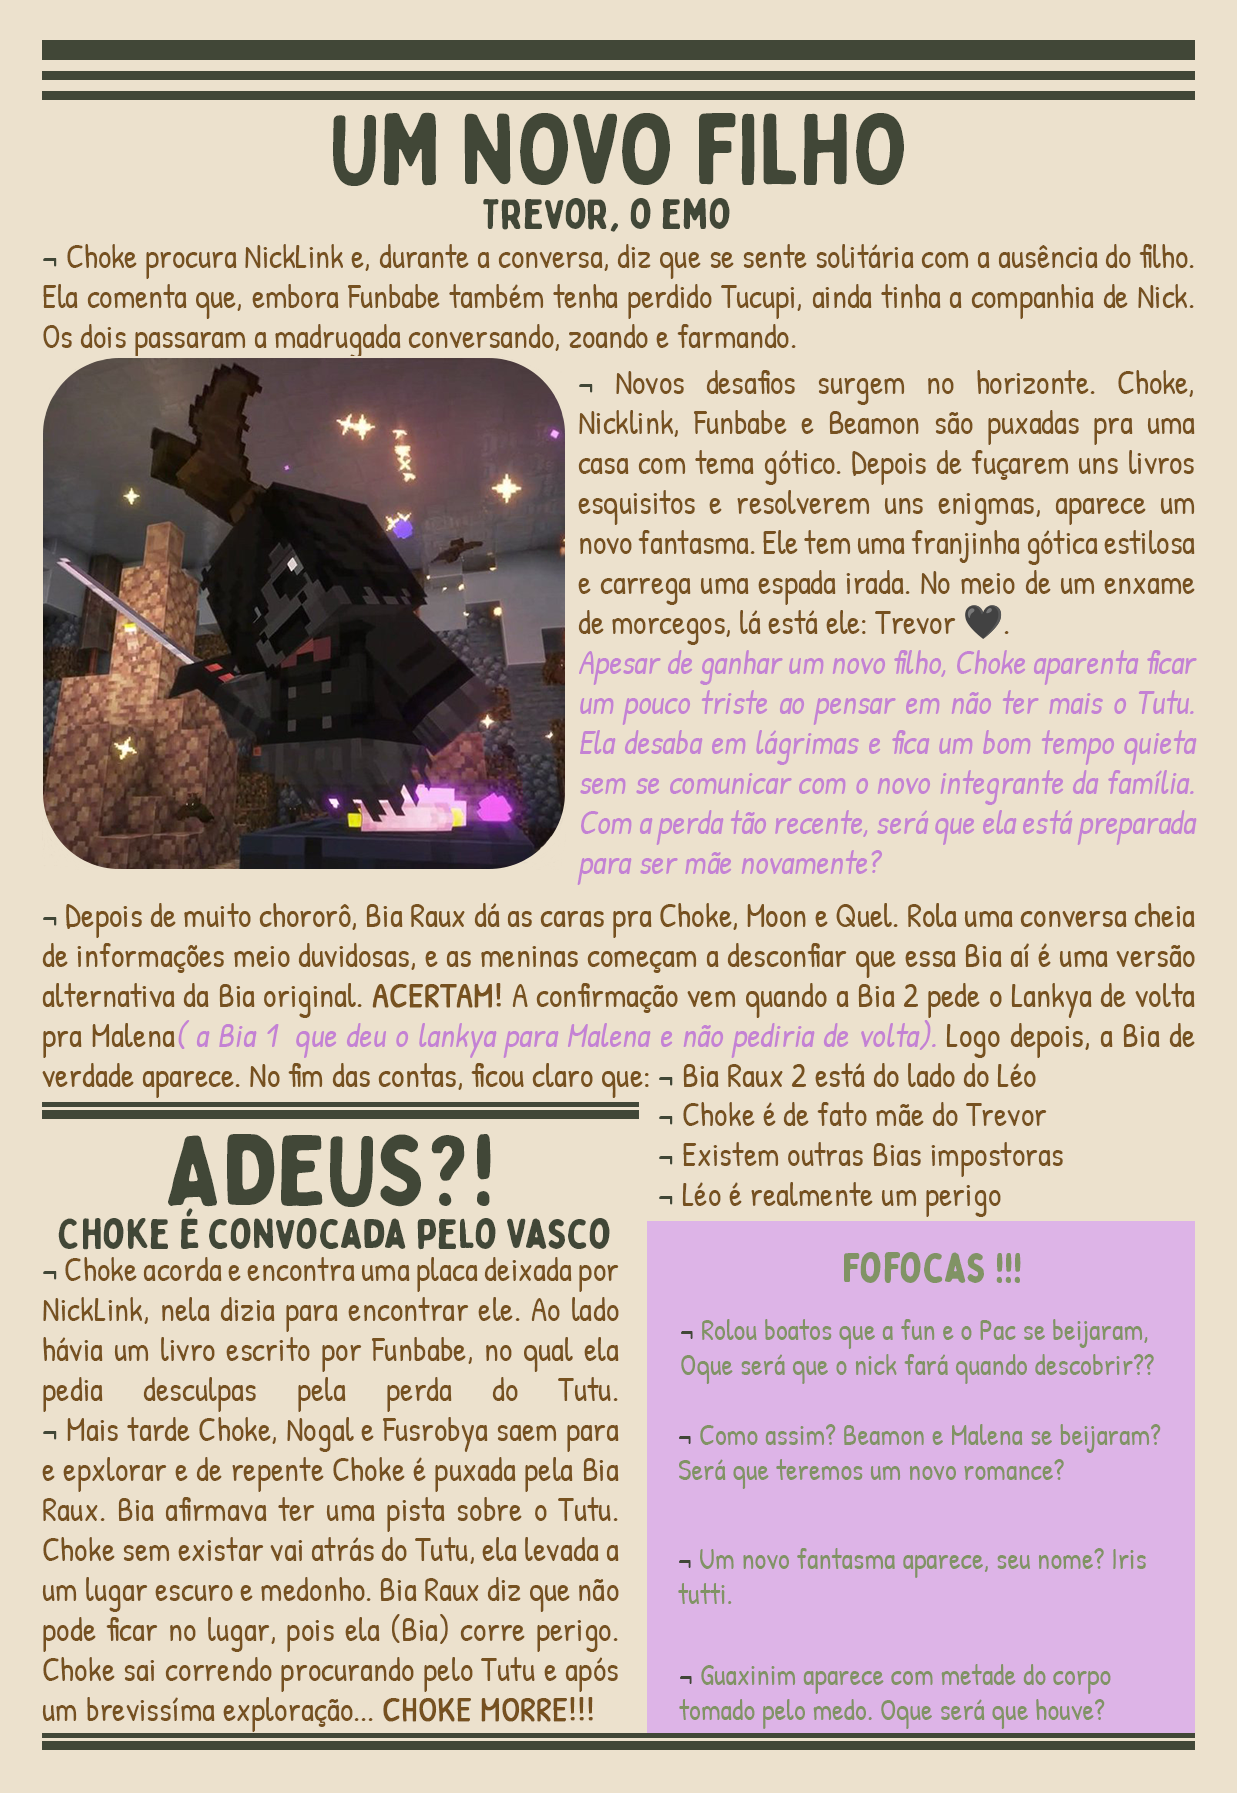 UM NOVO FILHO
TREVOR, O EMO
¬ Choke procura NickLink e, durante a conversa, diz que se sente solitária com a ausência do filho.
Ela comenta que, embora Funbabe também tenha perdido Tucupi, ainda tinha a companhia de Nick.
Os dois passaram a madrugada conversando, zoando e farmando.
¬ Novos desafios surgem no horizonte. Choke,
Nicklink, Funbabe e Beamon são puxadas pra uma
casa com tema gótico. Depois de fuçarem uns livros
esquisitos e resolverem uns enigmas, aparece um
novo fantasma. Ele tem uma franjinha gótica estilosa
e carrega uma espada irada. No meio de um enxame
de morcegos, lá está ele: Trevor 🖤.
Apesar de ganhar um novo filho, Choke aparenta ficar
um pouco triste ao pensar em não ter mais o Tutu.
Ela desaba em lágrimas e fica um bom tempo quieta
sem se comunicar com o novo integrante da família.
Com a perda tão recente, será que ela está preparada
para ser mãe novamente?
¬ Depois de muito chororô, Bia Raux dá as caras pra Choke, Moon e Quel. Rola uma conversa cheia
de informações meio duvidosas, e as meninas começam a desconfiar que essa Bia aí é uma versão
alternativa da Bia original. ACERTAM! A confirmação vem quando a Bia 2 pede o Lankya de volta
pra Malena( a Bia 1 que deu o lankya para Malena e não pediria de volta). Logo depois, a Bia de
verdade aparece. No fim das contas, ficou claro que:
¬ Bia Raux 2 está do lado do Léo
¬ Choke é de fato mãe do Trevor
¬ Existem outras Bias impostoras
¬ Léo é realmente um perigo
ADEUS?!
CHOKE É CONVOCADA PELO VASCO
¬ Choke acorda e encontra uma placa deixada por
NickLink, nela dizia para encontrar ele. Ao lado
hávia um livro escrito por Funbabe, no qual ela
pedia desculpas pela perda do Tutu.
¬ Mais tarde Choke, Nogal e Fusrobya saem para
e epxlorar e de repente Choke é puxada pela Bia
Raux. Bia afirmava ter uma pista sobre o Tutu.
Choke sem existar vai atrás do Tutu, ela levada a
um lugar escuro e medonho. Bia Raux diz que não
pode ficar no lugar, pois ela (Bia) corre perigo.
Choke sai correndo procurando pelo Tutu e após
um brevissíma exploração... CHOKE MORRE!!!
FOFOCAS !!!
¬ Rolou boatos que a fun e o Pac se beijaram,
Oque será que o nick fará quando descobrir??
¬ Como assim? Beamon e Malena se beijaram?
Será que teremos um novo romance?
¬ Um novo fantasma aparece, seu nome? Iris
tutti.
¬ Guaxinim aparece com metade do corpo
tomado pelo medo. Oque será que houve?